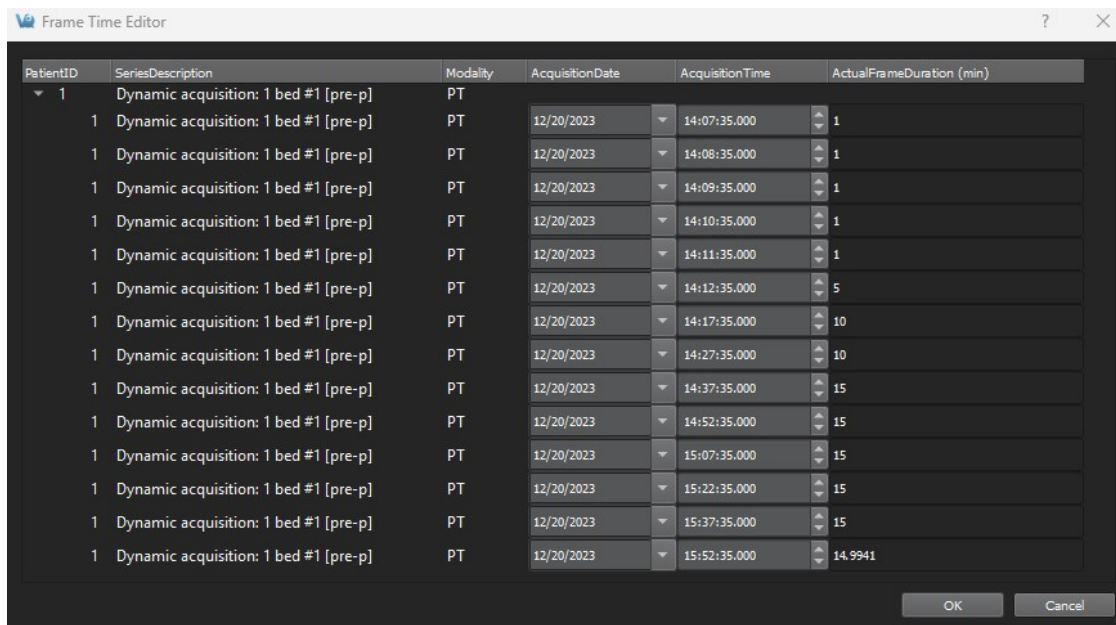 Frame Time Editor ? ×
PatientID SeriesDescription Modality AcquisitionDate AcquisitionTime ActualFrameDuration (min)
1 Dynamic acquisition: 1 bed #1 [pre-p] PT
1 Dynamic acquisition: 1 bed #1 [pre-p] PT 12/20/2023 14:07:35.000 1
1 Dynamic acquisition: 1 bed #1 [pre-p] PT 12/20/2023 14:08:35.000 1
1 Dynamic acquisition: 1 bed #1 [pre-p] PT 12/20/2023 14:09:35.000 1
1 Dynamic acquisition: 1 bed #1 [pre-p] PT 12/20/2023 14:10:35.000 1
1 Dynamic acquisition: 1 bed #1 [pre-p] PT 12/20/2023 14:11:35.000 1
1 Dynamic acquisition: 1 bed #1 [pre-p] PT 12/20/2023 14:12:35.000 5
1 Dynamic acquisition: 1 bed #1 [pre-p] PT 12/20/2023 14:17:35.000 10
1 Dynamic acquisition: 1 bed #1 [pre-p] PT 12/20/2023 14:27:35.000 10
1 Dynamic acquisition: 1 bed #1 [pre-p] PT 12/20/2023 14:37:35.000 15
1 Dynamic acquisition: 1 bed #1 [pre-p] PT 12/20/2023 14:52:35.000 15
1 Dynamic acquisition: 1 bed #1 [pre-p] PT 12/20/2023 15:07:35.000 15
1 Dynamic acquisition: 1 bed #1 [pre-p] PT 12/20/2023 15:22:35.000 15
1 Dynamic acquisition: 1 bed #1 [pre-p] PT 12/20/2023 15:37:35.000 15
1 Dynamic acquisition: 1 bed #1 [pre-p] PT 12/20/2023 15:52:35.000 14.9941
OK Cancel